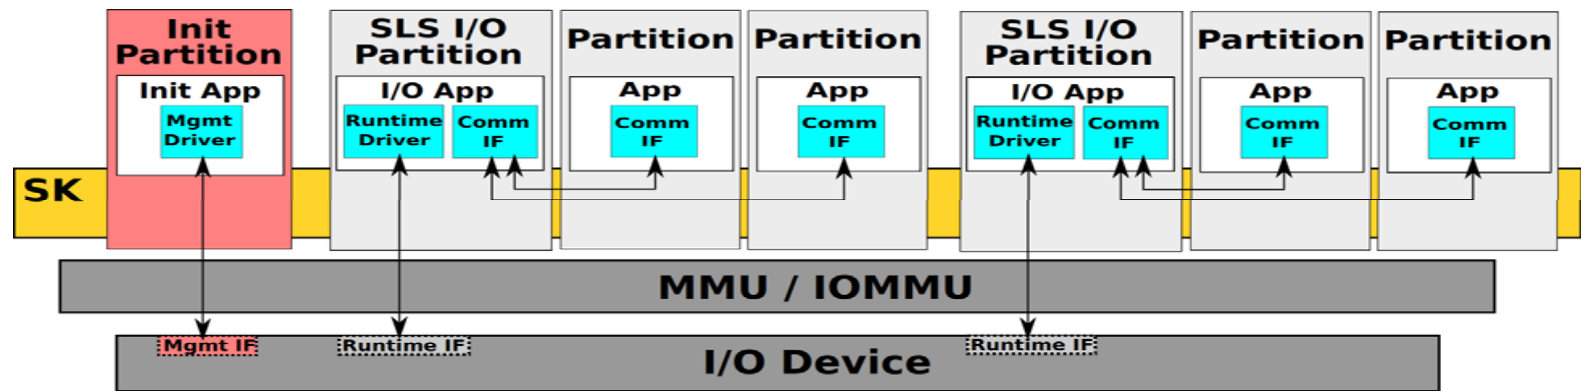 Init
Partition
Init App
Mgmt
Driver
SLS I/O
Partition
I/O App
Runtime
Driver
Comm
IF
Partition
App
Comm
IF
Partition
App
Comm
IF
SLS I/O
Partition
I/O App
Runtime
Driver
Comm
IF
Partition
App
Comm
IF
Partition
App
Comm
IF
SK
MMU / IOMMU
Mgmt IF
Runtime IF
Runtime IF
I/O Device